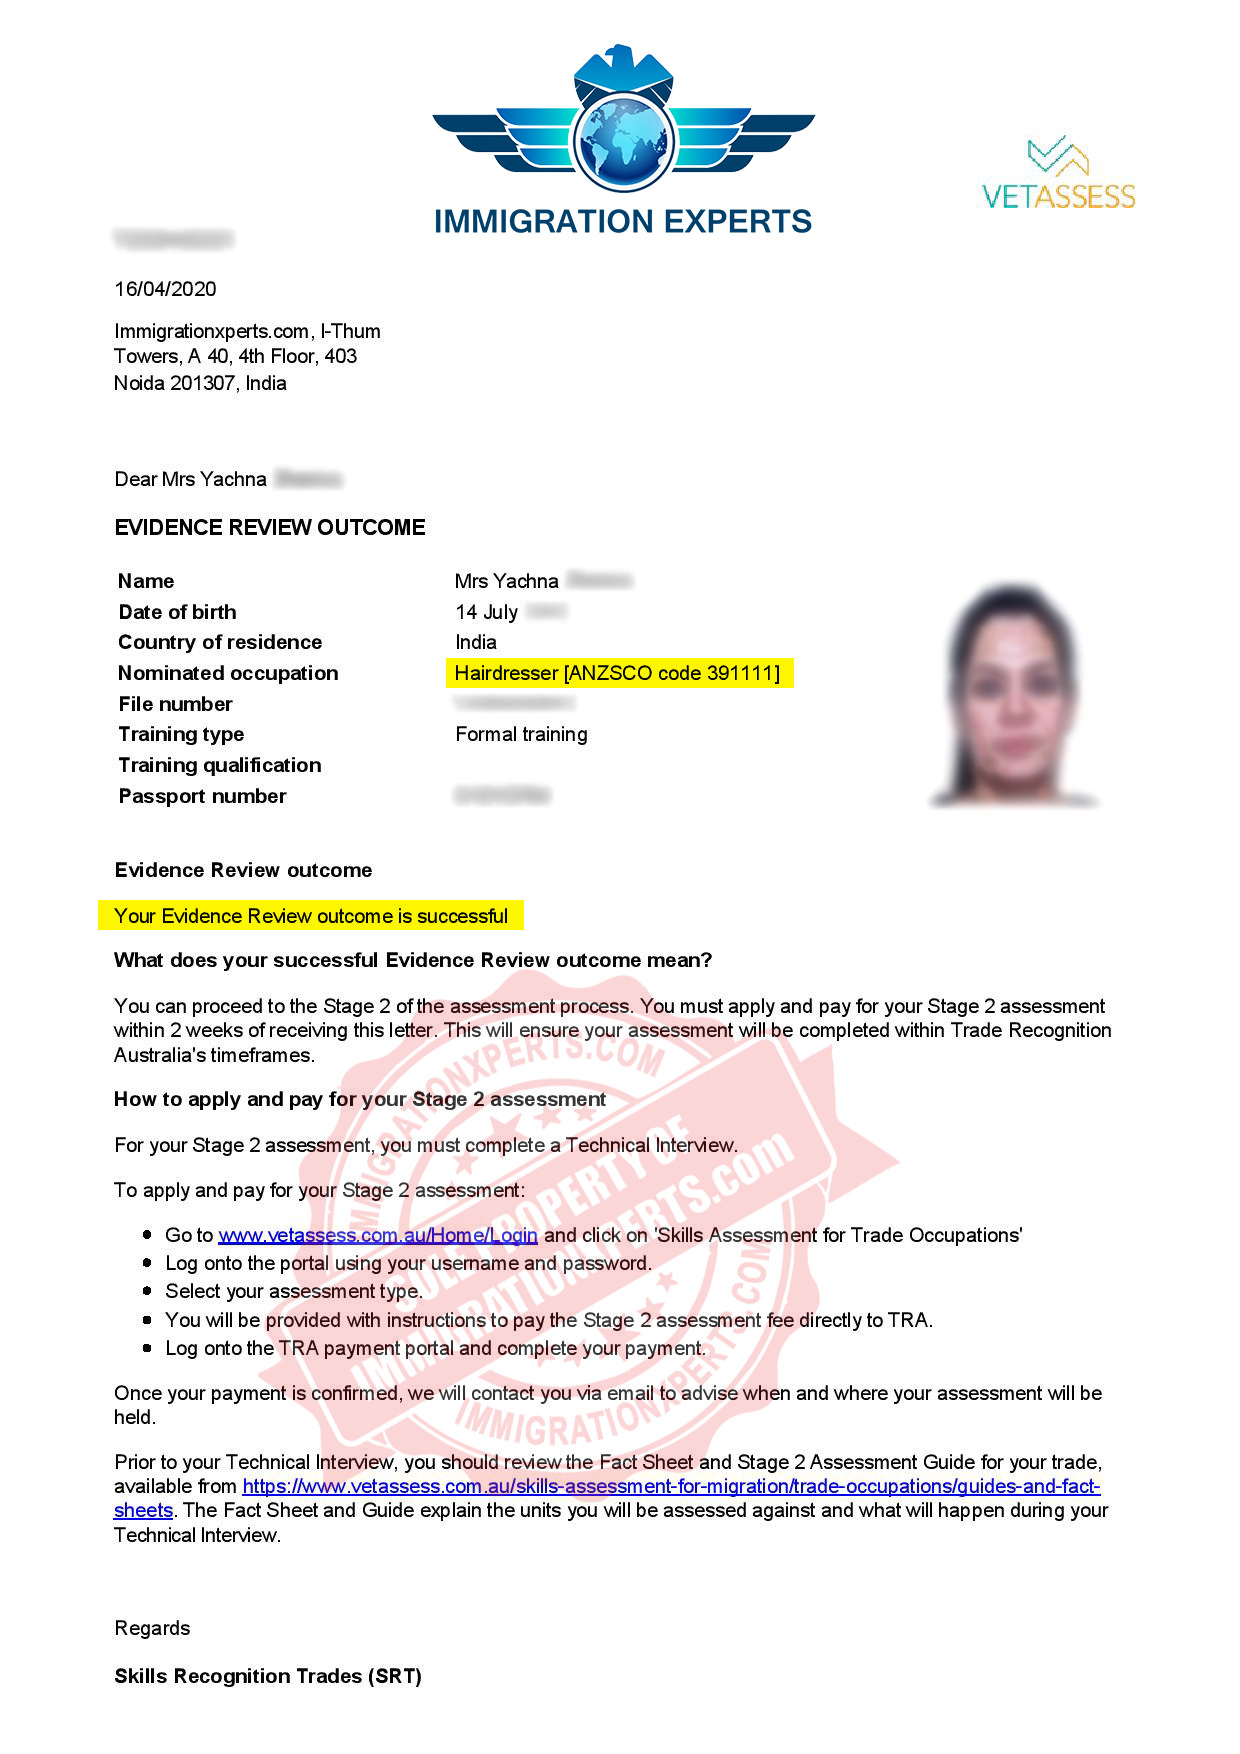 IMMIGRATION EXPERTS
VETASSESS
16/04/2020
Immigrationxperts.com, I-Thum
Towers, A 40, 4th Floor, 403
Noida 201307, India
Dear Mrs Yachna
EVIDENCE REVIEW OUTCOME
Name Mrs Yachna
Date of birth 14 July
Country of residence India
Nominated occupation Hairdresser [ANZSCO code 391111]
File number
Training type Formal training
Training qualification
Passport number
Evidence Review outcome
Your Evidence Review outcome is successful
What does your successful Evidence Review outcome mean?
You can proceed to the Stage 2 of the assessment process. You must apply and pay for your Stage 2 assessment
within 2 weeks of receiving this letter. This will ensure your assessment will be completed within Trade Recognition
Australia's timeframes.
How to apply and pay for your Stage 2 assessment
For your Stage 2 assessment, you must complete a Technical Interview.
To apply and pay for your Stage 2 assessment:
• Go to www.vetassess.com.au/Home/Login and click on 'Skills Assessment for Trade Occupations'
• Log onto the portal using your username and password.
• Select your assessment type.
• You will be provided with instructions to pay the Stage 2 assessment fee directly to TRA.
• Log onto the TRA payment portal and complete your payment.
Once your payment is confirmed, we will contact you via email to advise when and where your assessment will be
held.
Prior to your Technical Interview, you should review the Fact Sheet and Stage 2 Assessment Guide for your trade,
available from https://www.vetassess.com.au/skills-assessment-for-migration/trade-occupations/guides-and-fact-
sheets. The Fact Sheet and Guide explain the units you will be assessed against and what will happen during your
Technical Interview.
Regards
Skills Recognition Trades (SRT)
IMMIGRATIONXPERTS.COM
SOLE PROPERTY OF
IMMIGRATIONXPERTS.com
IMMIGRATIONXPERTS.COM